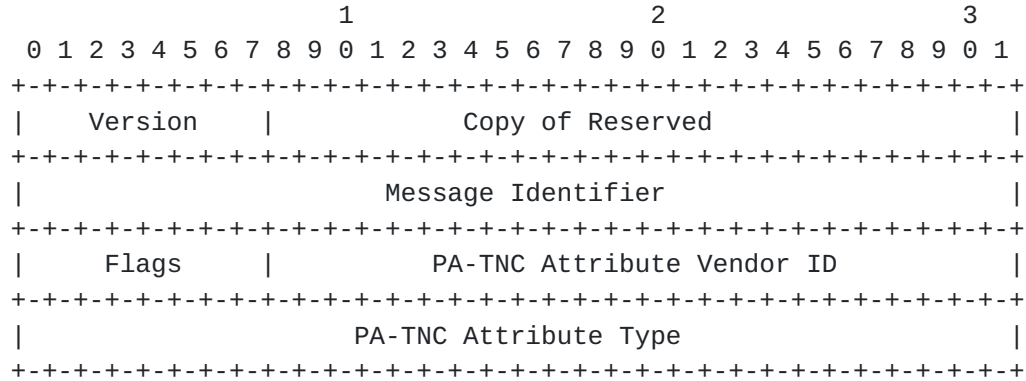 1                   2                   3
 0 1 2 3 4 5 6 7 8 9 0 1 2 3 4 5 6 7 8 9 0 1 2 3 4 5 6 7 8 9 0 1
+-+-+-+-+-+-+-+-+-+-+-+-+-+-+-+-+-+-+-+-+-+-+-+-+-+-+-+-+-+-+-+-+
|    Version    |            Copy of Reserved                   |
+-+-+-+-+-+-+-+-+-+-+-+-+-+-+-+-+-+-+-+-+-+-+-+-+-+-+-+-+-+-+-+-+
|                       Message Identifier                      |
+-+-+-+-+-+-+-+-+-+-+-+-+-+-+-+-+-+-+-+-+-+-+-+-+-+-+-+-+-+-+-+-+
|     Flags     |          PA-TNC Attribute Vendor ID           |
+-+-+-+-+-+-+-+-+-+-+-+-+-+-+-+-+-+-+-+-+-+-+-+-+-+-+-+-+-+-+-+-+
|                     PA-TNC Attribute Type                     |
+-+-+-+-+-+-+-+-+-+-+-+-+-+-+-+-+-+-+-+-+-+-+-+-+-+-+-+-+-+-+-+-+